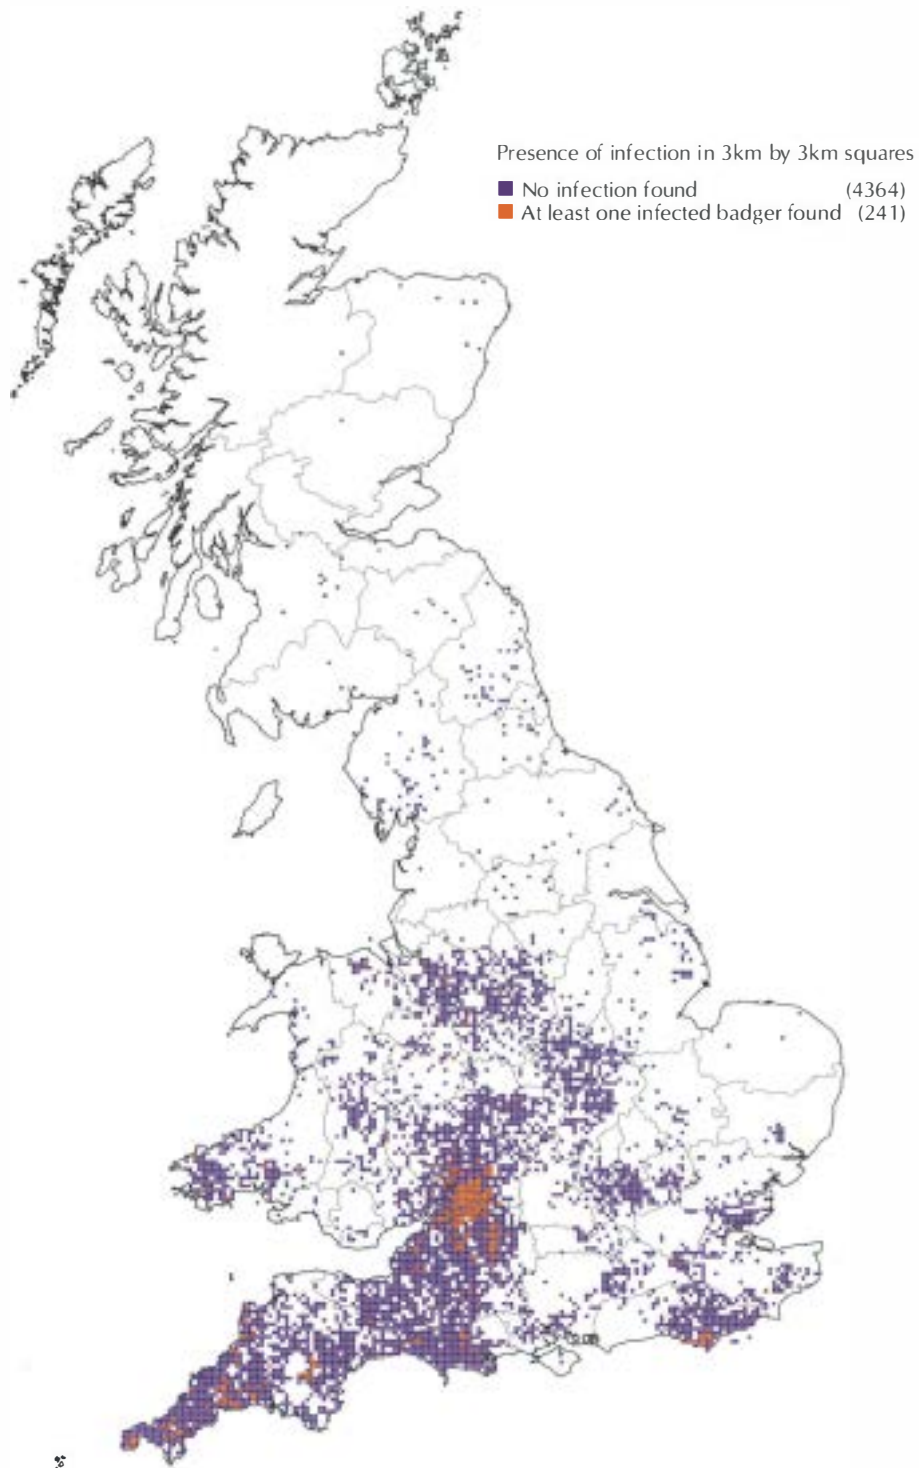 Presence of infection in 3km by 3km squares
No infection found (4364)
At least one infected badger found (241)